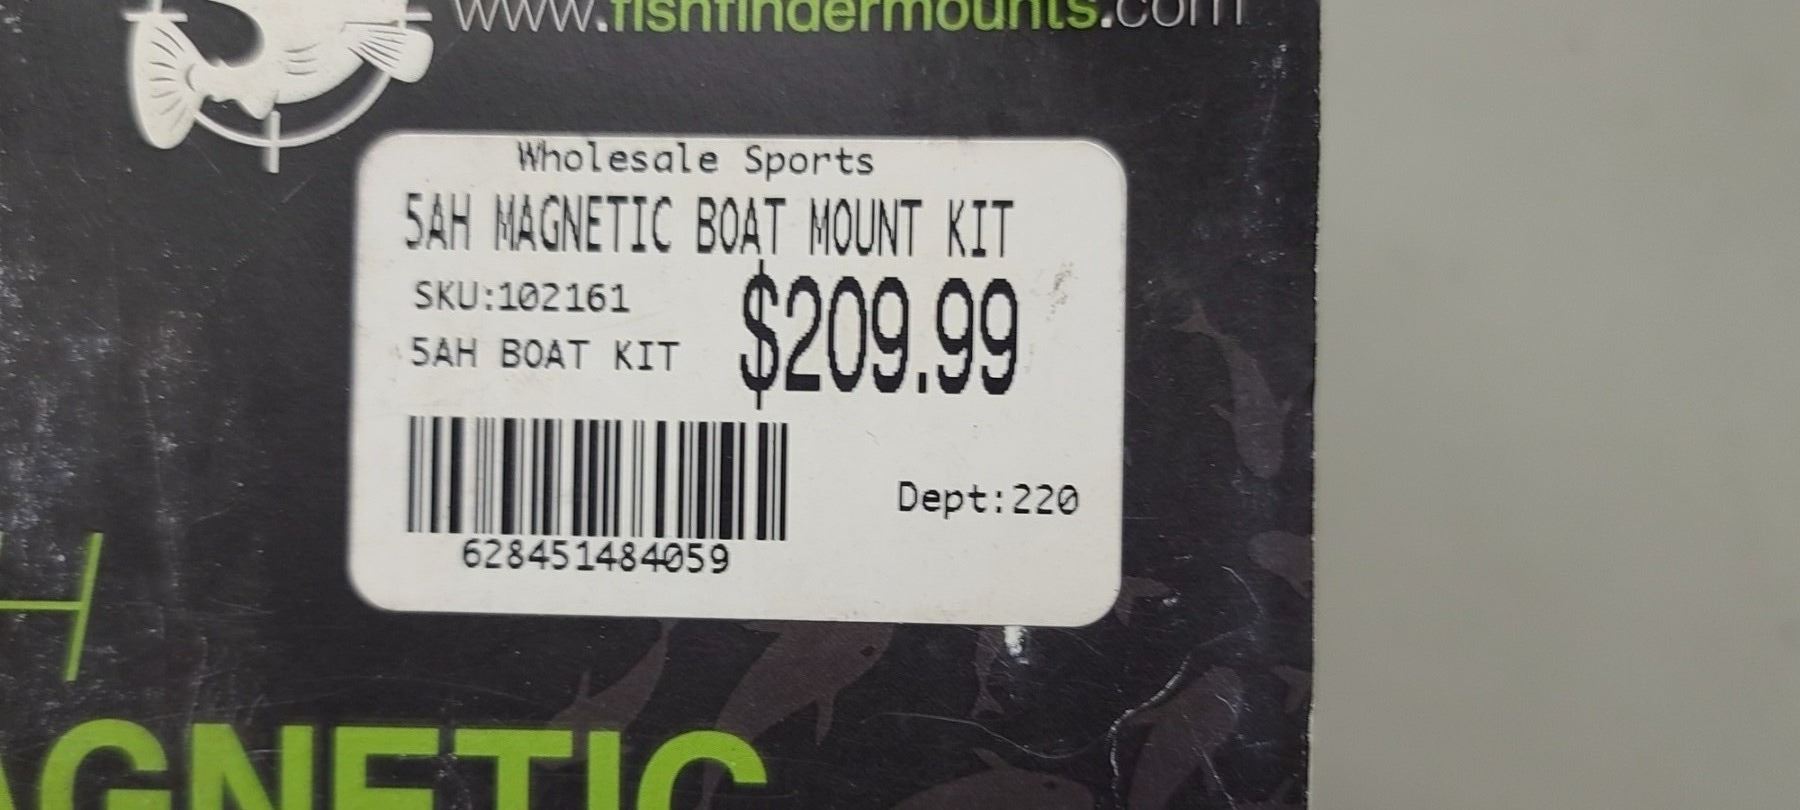 www.fishfindermounts.com
Wholesale Sports
5AH MAGNETIC BOAT MOUNT KIT
SKU:102161
$209.99
5AH BOAT KIT
Dept:220
628451484059
H
AGNETIC